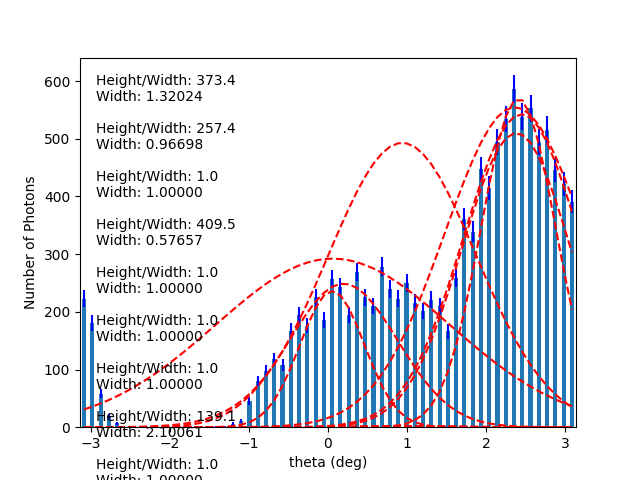 Height/Width: 373.4
Width: 1.32024
Height/Width: 257.4
Width: 0.96698
Height/Width: 1.0
Width: 1.00000
Height/Width: 409.5
Width: 0.57657
Height/Width: 1.0
Width: 1.00000
Height/Width: 1.0
Width: 1.00000
Height/Width: 1.0
Width: 1.00000
Height/Width: 139.1
Width: 2.10061
Height/Width: 1.0
Width: 1.00000
600
500
400
300
200
100
0
Number of Photons
−3 −2 −1 0 1 2 3
theta (deg)